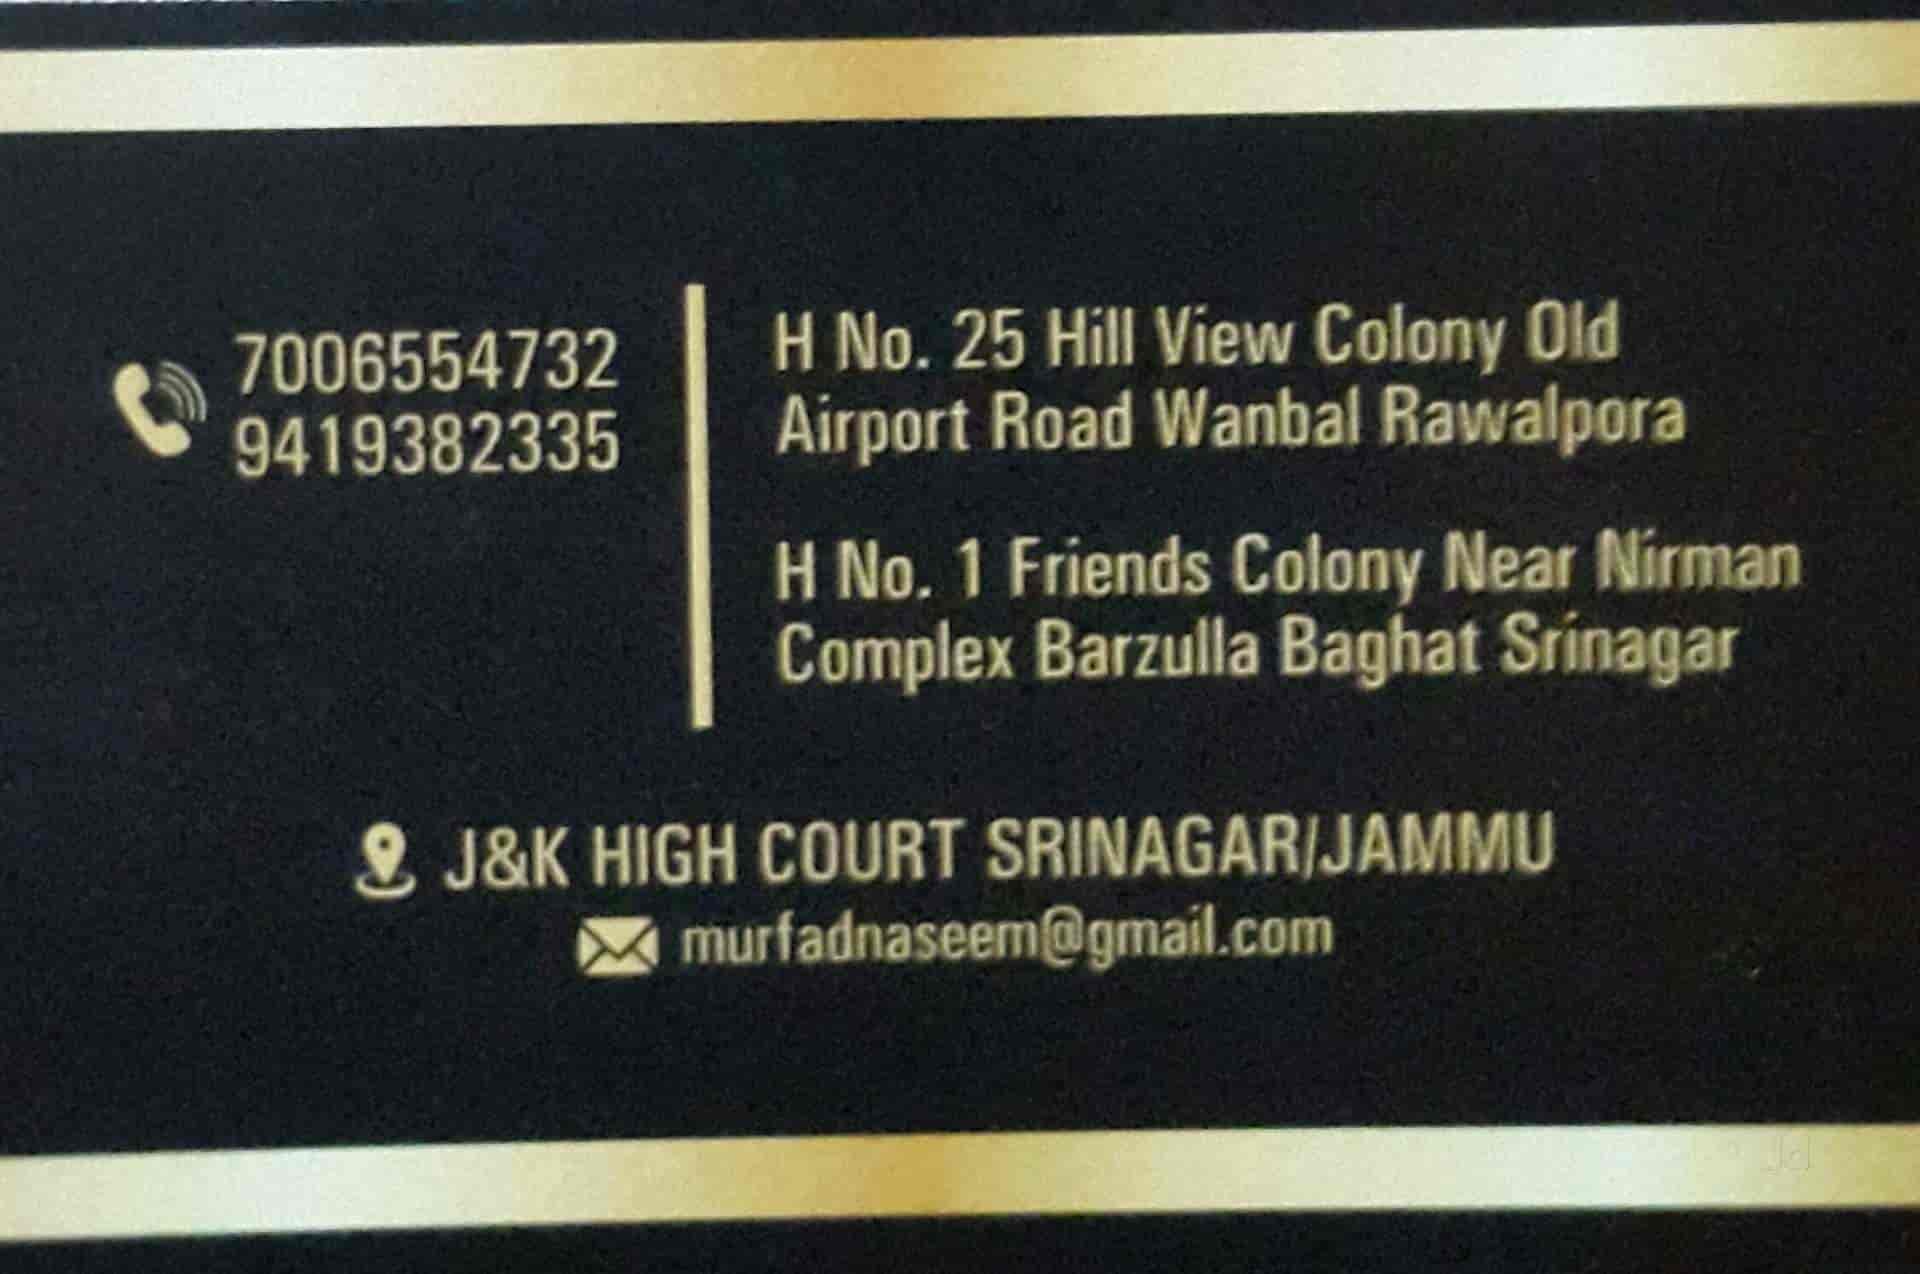 7006554732
9419382335
H No. 25 Hill View Colony Old
Airport Road Wanbal Rawalpora
H No. 1 Friends Colony Near Nirman
Complex Barzulla Baghat Srinagar
J&K HIGH COURT SRINAGAR/JAMMU
murfadnaseem@gmail.com
Jd